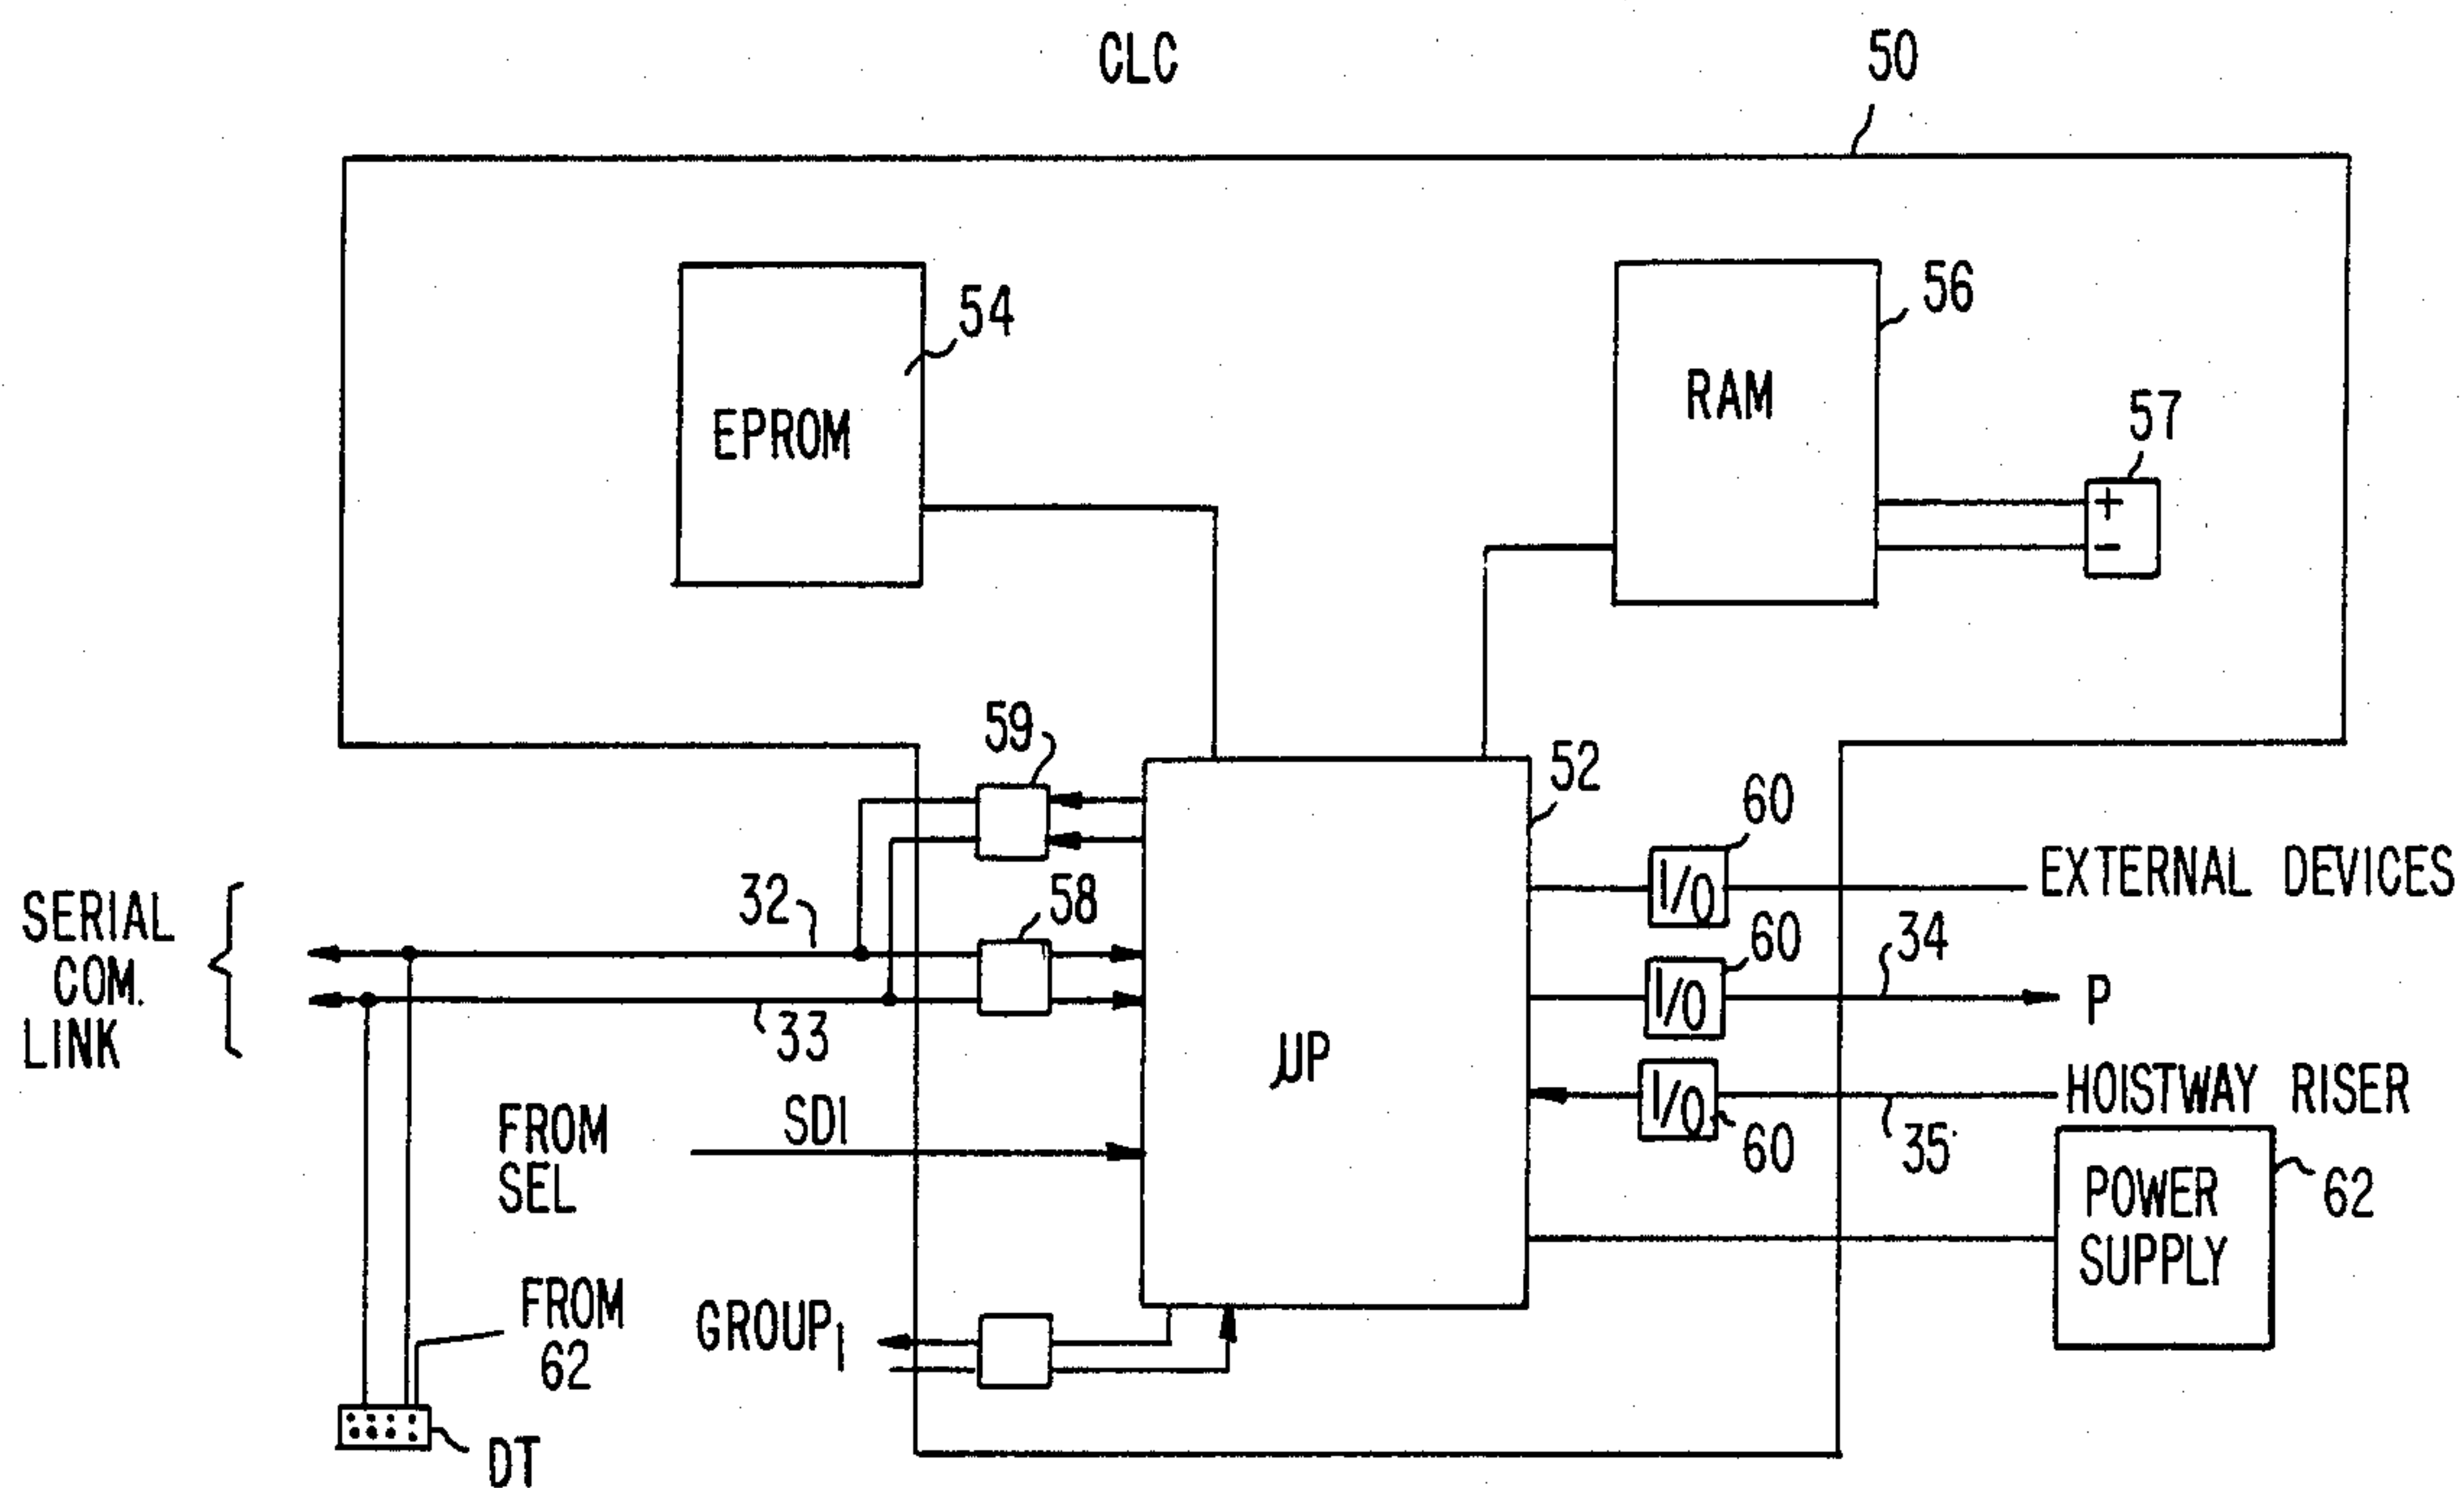 CLC
50
54
EPROM
56
RAM
57
+
−
59
52
60
I/O
EXTERNAL DEVICES
32
58
60
I/O
34
P
SERIAL
COM.
LINK
33
μP
I/O
HOISTWAY RISER
60
35
FROM
SEL
SD1
POWER
SUPPLY
62
FROM
62
GROUP1
DT